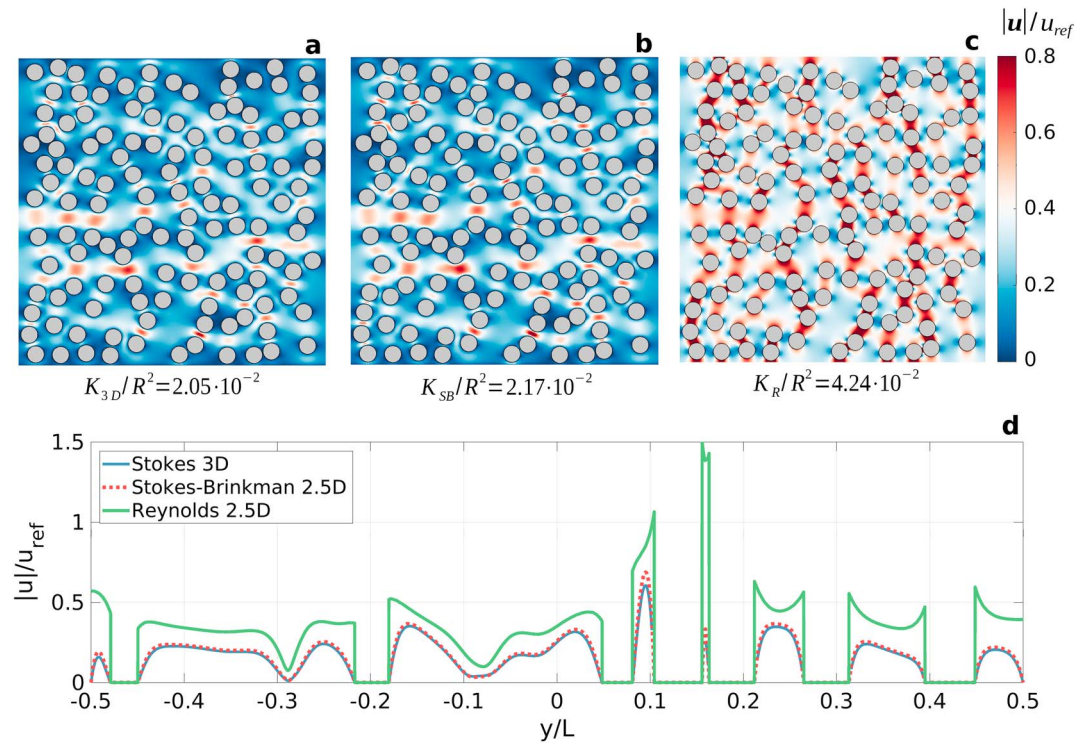 a
b
c
|u|/u_ref
0.8
0.6
0.4
0.2
0
K_3D/R²=2.05·10⁻²
K_SB/R²=2.17·10⁻²
K_R/R²=4.24·10⁻²
d
1.5
1
0.5
0
|u|/u_ref
Stokes 3D
Stokes-Brinkman 2.5D
Reynolds 2.5D
-0.5 -0.4 -0.3 -0.2 -0.1 0 0.1 0.2 0.3 0.4 0.5
y/L